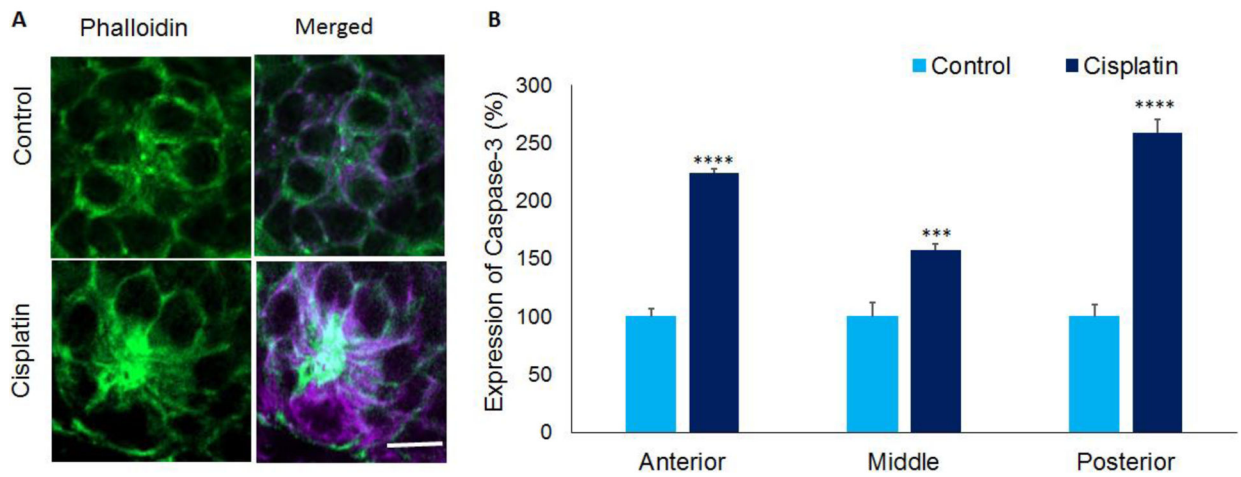 A
Phalloidin
Merged
Control
Cisplatin
B
Control
Cisplatin
Expression of Caspase-3 (%)
300
250
200
150
100
50
0
****
***
****
Anterior
Middle
Posterior